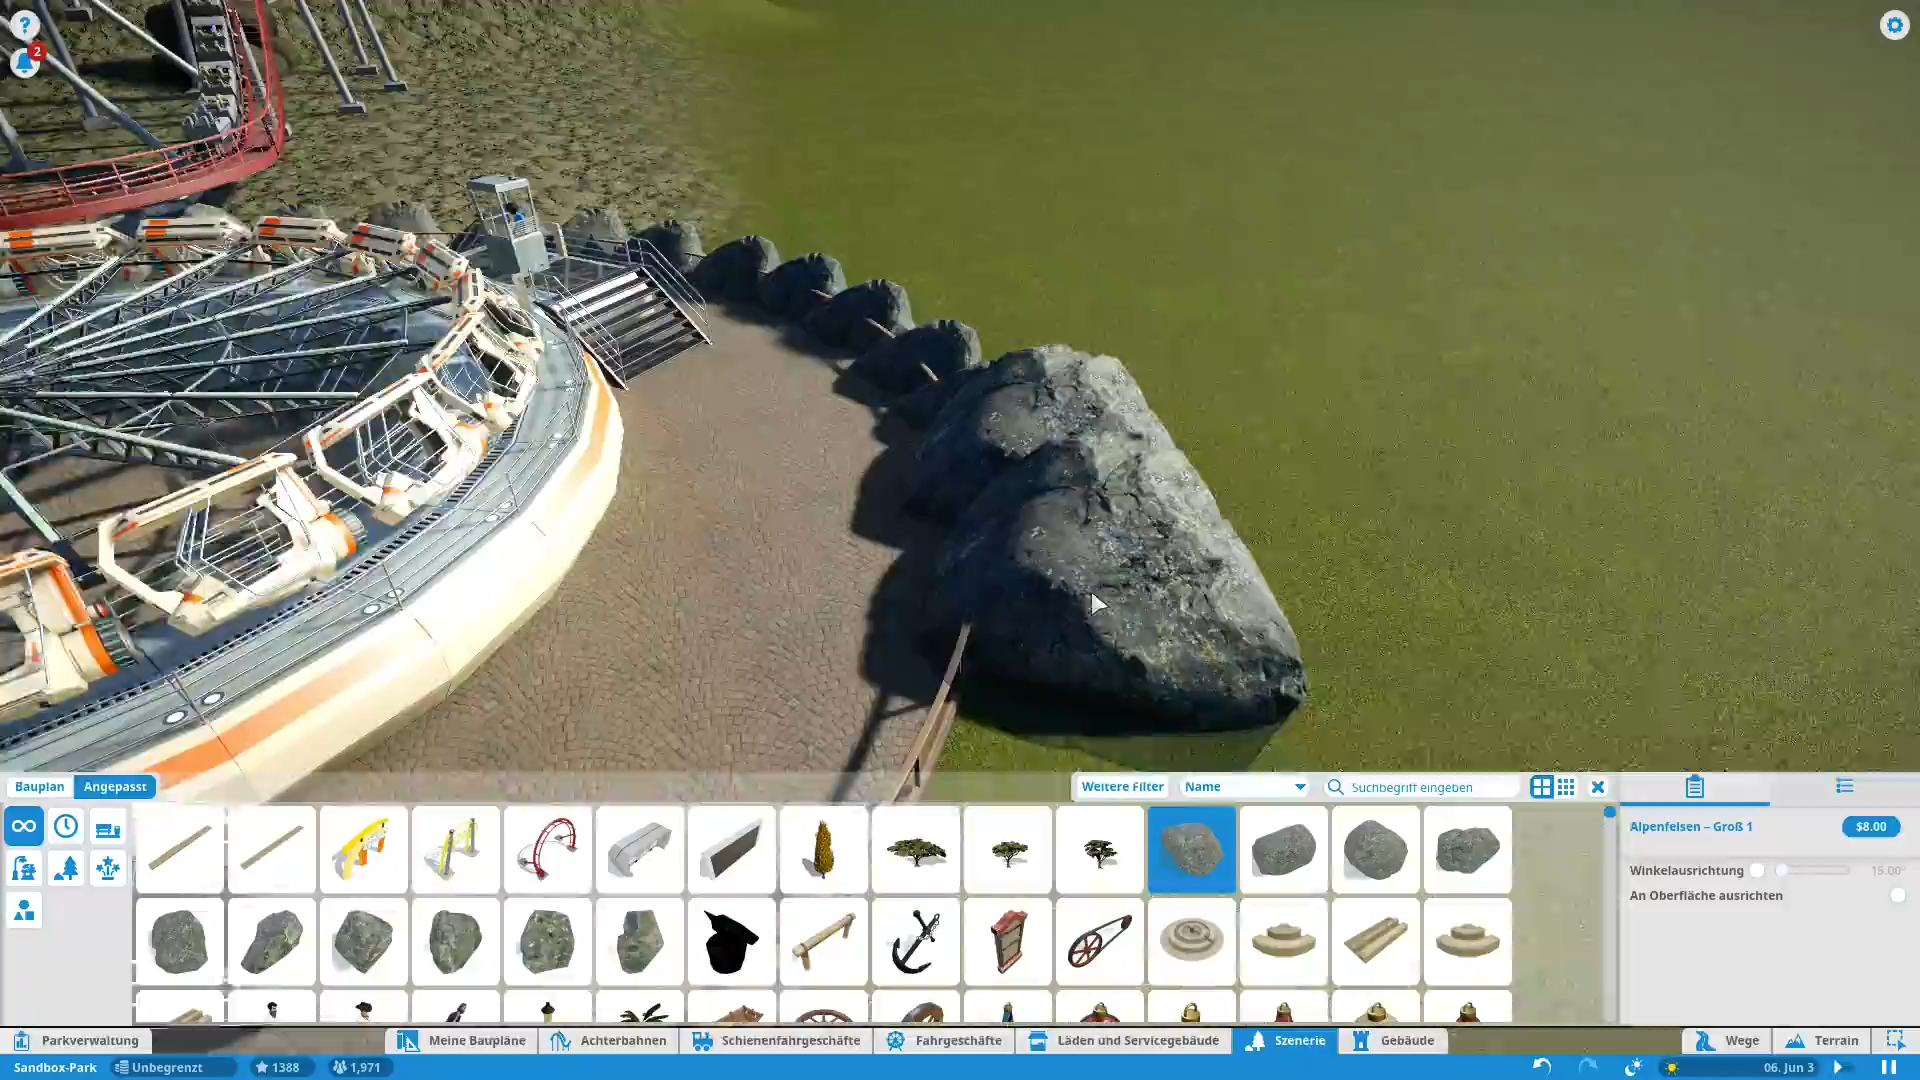 ?
2
Bauplan
Angepasst
Weitere Filter
Name
Suchbegriff eingeben
Alpenfelsen – Groß 1
$8.00
Winkelausrichtung
15.00°
An Oberfläche ausrichten
Parkverwaltung
Meine Baupläne
Achterbahnen
Schienenfahrgeschäfte
Fahrgeschäfte
Läden und Servicegebäude
Szenerie
Gebäude
Wege
Terrain
Sandbox-Park
Unbegrenzt
1388
1,971
06. Jun 3